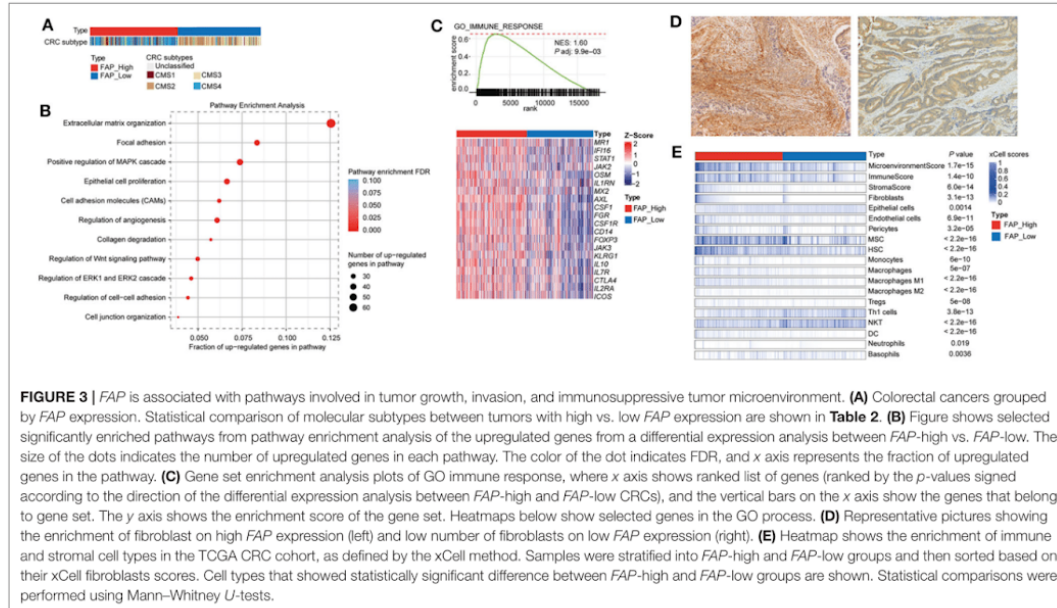 A
Type
CRC subtype
Type
FAP_High
FAP_Low
CRC subtypes
Unclassified
CMS1
CMS2
CMS3
CMS4
B
Pathway Enrichment Analysis
Extracellular matrix organization
Focal adhesion
Positive regulation of MAPK cascade
Epithelial cell proliferation
Cell adhesion molecules (CAMs)
Regulation of angiogenesis
Collagen degradation
Regulation of Wnt signaling pathway
Regulation of ERK1 and ERK2 cascade
Regulation of cell-cell adhesion
Cell junction organization
0.050 0.075 0.100 0.125
Fraction of up-regulated genes in pathway
Pathway enrichment FDR
0.100
0.075
0.050
0.025
0.000
Number of up-regulated
genes in pathway
30
40
50
60
C
GO_IMMUNE_RESPONSE
NES: 1.60
P adj: 9.9e-03
enrichment score
0.6
0.4
0.2
0.0
0 5000 10000 15000
rank
Type
MR1
IFI16
STAT1
JAK2
OSM
IL1RN
MX2
AXL
CSF1
FGR
CSF1R
CD14
FOXP3
JAK3
KLRG1
IL10
IL7R
CTLA4
IL2RA
ICOS
Z-Score
2
1
0
-1
-2
Type
FAP_High
FAP_Low
D
E
Type P value
MicroenvironmentScore 1.7e-15
ImmuneScore 1.4e-10
StromaScore 6.0e-14
Fibroblasts 3.1e-13
Epithelial cells 0.0014
Endothelial cells 6.9e-11
Pericytes 3.2e-05
MSC < 2.2e-16
HSC < 2.2e-16
Monocytes 6e-10
Macrophages 5e-07
Macrophages M1 < 2.2e-16
Macrophages M2 < 2.2e-16
Tregs 5e-08
Th1 cells 3.8e-13
NKT < 2.2e-16
DC < 2.2e-16
Neutrophils 0.019
Basophils 0.0036
xCell scores
1
0.8
0.6
0.4
0.2
0
Type
FAP_High
FAP_Low
FIGURE 3 | FAP is associated with pathways involved in tumor growth, invasion, and immunosuppressive tumor microenvironment. (A) Colorectal cancers grouped
by FAP expression. Statistical comparison of molecular subtypes between tumors with high vs. low FAP expression are shown in Table 2. (B) Figure shows selected
significantly enriched pathways from pathway enrichment analysis of the upregulated genes from a differential expression analysis between FAP-high vs. FAP-low. The
size of the dots indicates the number of upregulated genes in each pathway. The color of the dot indicates FDR, and x axis represents the fraction of upregulated
genes in the pathway. (C) Gene set enrichment analysis plots of GO immune response, where x axis shows ranked list of genes (ranked by the p-values signed
according to the direction of the differential expression analysis between FAP-high and FAP-low CRCs), and the vertical bars on the x axis show the genes that belong
to gene set. The y axis shows the enrichment score of the gene set. Heatmaps below show selected genes in the GO process. (D) Representative pictures showing
the enrichment of fibroblast on high FAP expression (left) and low number of fibroblasts on low FAP expression (right). (E) Heatmap shows the enrichment of immune
and stromal cell types in the TCGA CRC cohort, as defined by the xCell method. Samples were stratified into FAP-high and FAP-low groups and then sorted based on
their xCell fibroblasts scores. Cell types that showed statistically significant difference between FAP-high and FAP-low groups are shown. Statistical comparisons were
performed using Mann–Whitney U-tests.